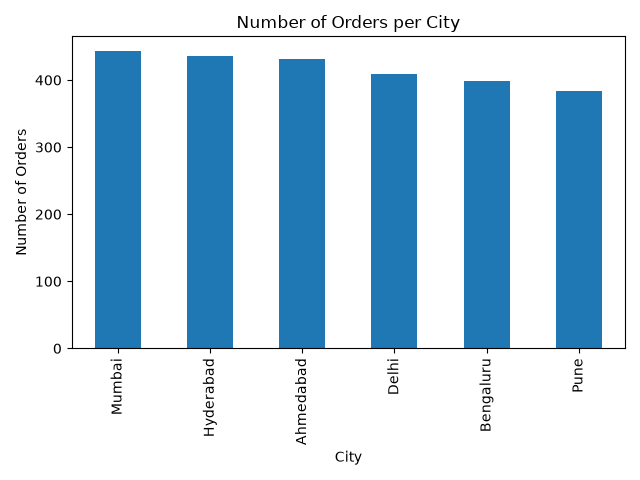 Number of Orders per City
Number of Orders
400
300
200
100
0
Mumbai
Hyderabad
Ahmedabad
Delhi
Bengaluru
Pune
City